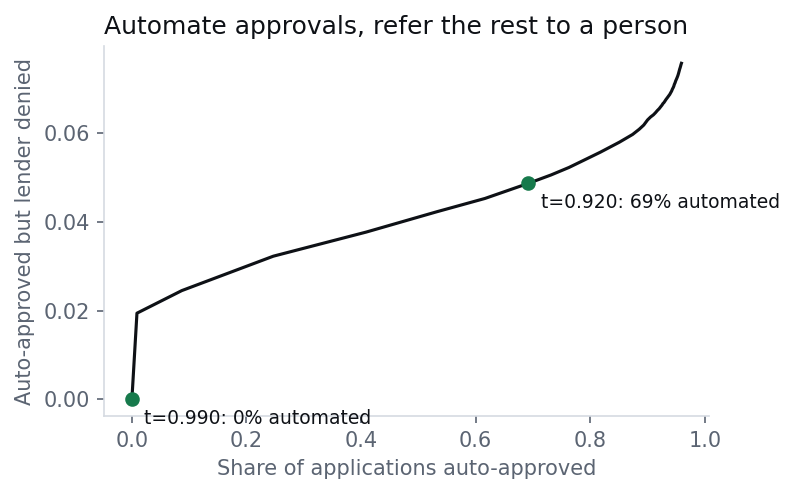 Automate approvals, refer the rest to a person
Auto-approved but lender denied
0.06
0.04
0.02
0.00
t=0.920: 69% automated
t=0.990: 0% automated
0.0 0.2 0.4 0.6 0.8 1.0
Share of applications auto-approved